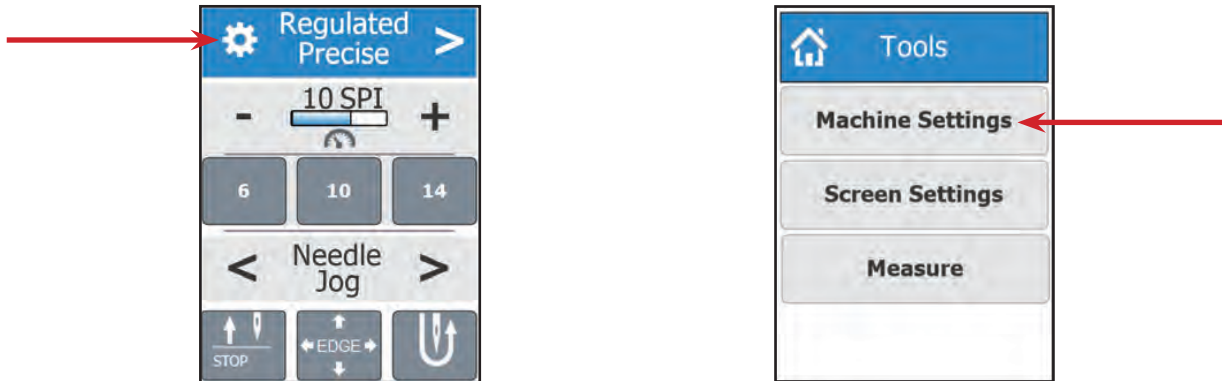 Regulated
Precise
>
- 10 SPI +
6 10 14
< Needle >
Jog
STOP
EDGE
Tools
Machine Settings
Screen Settings
Measure